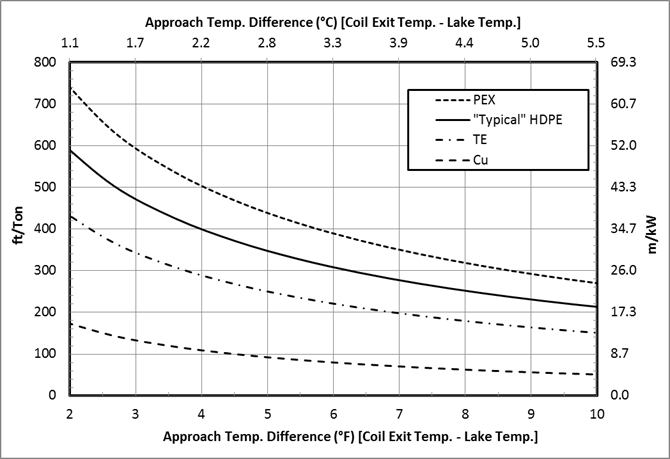 Approach Temp. Difference (°C) [Coil Exit Temp. - Lake Temp.]
1.1 1.7 2.2 2.8 3.3 3.9 4.4 5.0 5.5
800 69.3
700 60.7
600 52.0
500 43.3
400 34.7
300 26.0
200 17.3
100 8.7
0 0.0
ft/Ton
m/kW
PEX
"Typical" HDPE
TE
Cu
2 3 4 5 6 7 8 9 10
Approach Temp. Difference (°F) [Coil Exit Temp. - Lake Temp.]